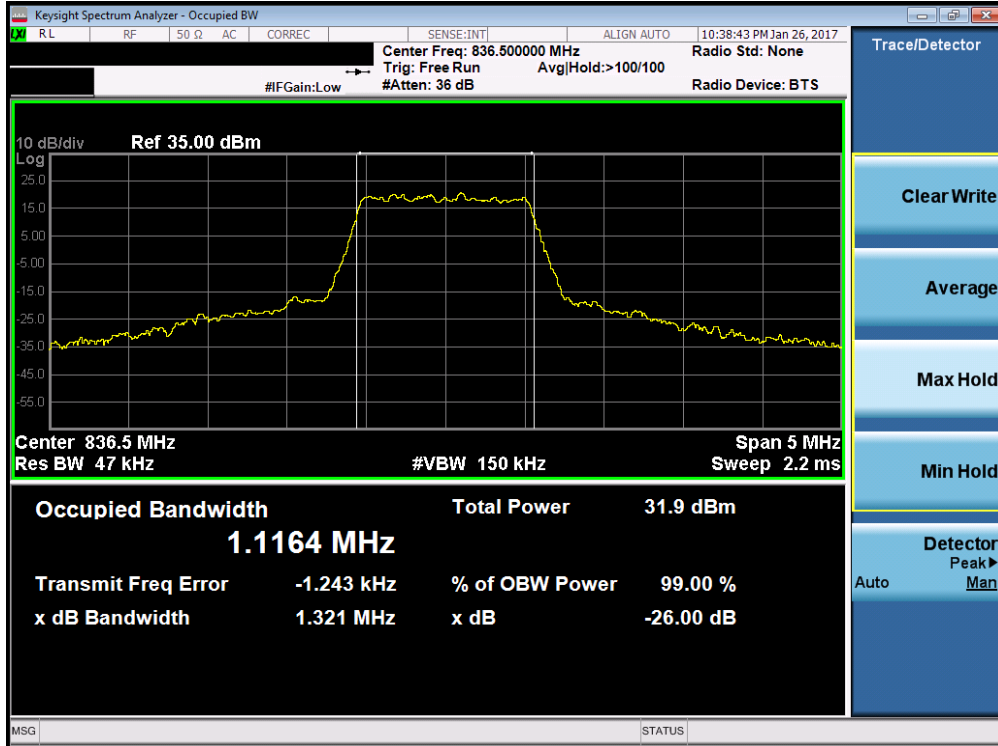 Keysight Spectrum Analyzer - Occupied BW
LXI RL RF 50 Ω AC CORREC SENSE:INT ALIGN AUTO 10:38:43 PM Jan 26, 2017
Center Freq: 836.500000 MHz Radio Std: None
Trig: Free Run Avg|Hold:>100/100
#IFGain:Low #Atten: 36 dB Radio Device: BTS
10 dB/div Ref 35.00 dBm
Log
25.0
15.0
5.00
-5.00
-15.0
-25.0
-35.0
-45.0
-55.0
Center 836.5 MHz Span 5 MHz
Res BW 47 kHz #VBW 150 kHz Sweep 2.2 ms
Occupied Bandwidth Total Power 31.9 dBm
1.1164 MHz
Transmit Freq Error -1.243 kHz % of OBW Power 99.00 %
x dB Bandwidth 1.321 MHz x dB -26.00 dB
MSG STATUS
Trace/Detector
Clear Write
Average
Max Hold
Min Hold
Detector
Peak▶
Auto Man